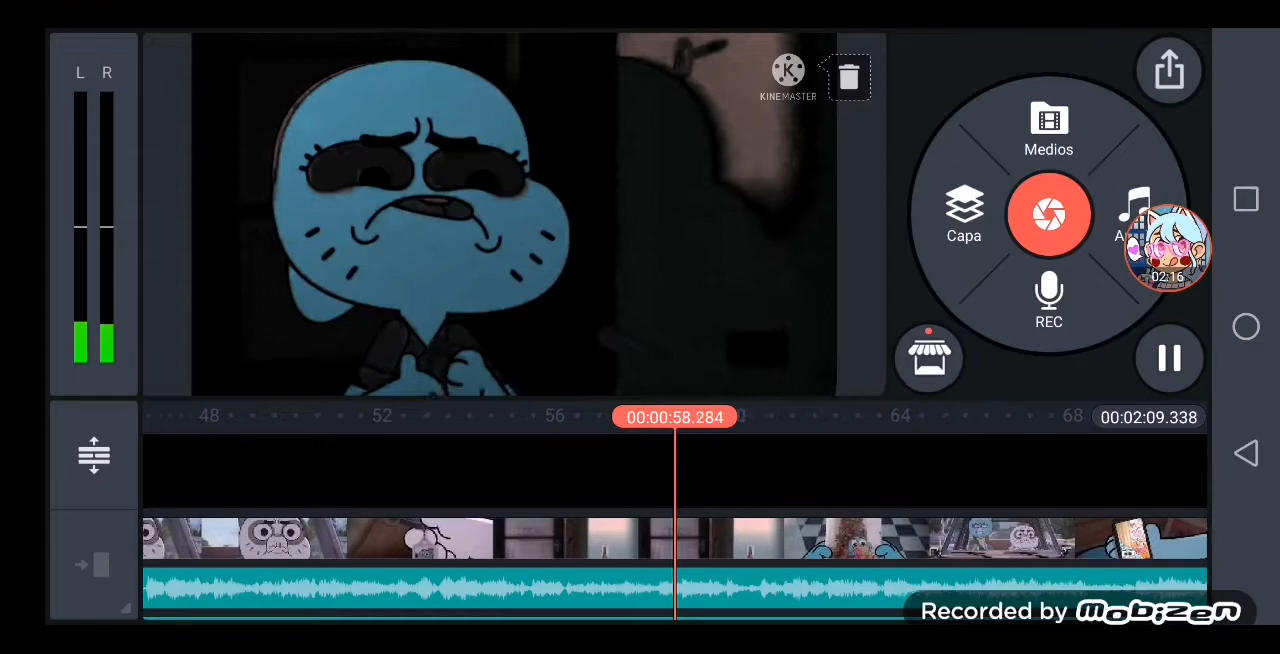 L R
K
KINEMASTER
Medios
Capa
A
02:16
REC
48 52 56 64 68
00:00:58.284
00:02:09.338
Recorded by mobizen